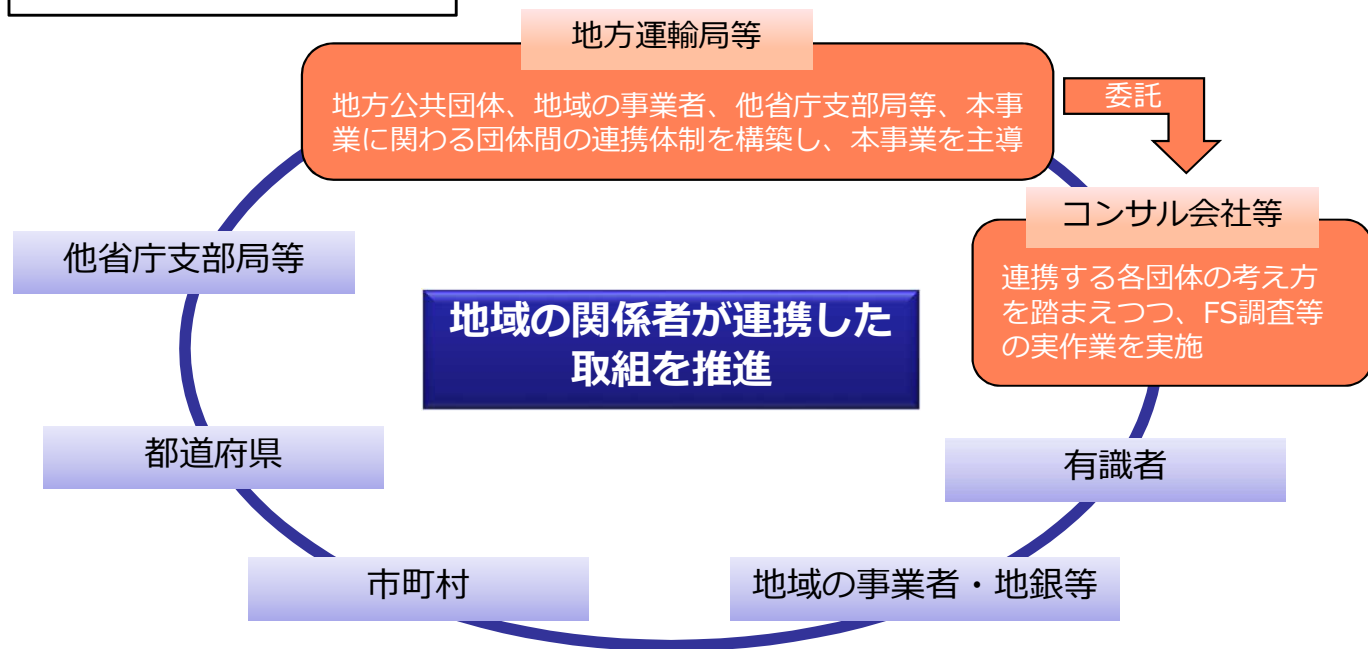 地方運輸局等
地方公共団体、地域の事業者、他省庁支部局等、本事
業に関わる団体間の連携体制を構築し、本事業を主導
委託
コンサル会社等
連携する各団体の考え方
を踏まえつつ、FS調査等
の実作業を実施
他省庁支部局等
地域の関係者が連携した
取組を推進
都道府県
有識者
市町村
地域の事業者・地銀等